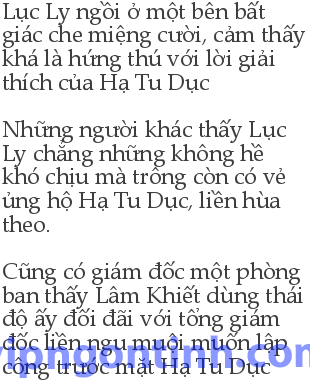 Lục Ly ngồi ở một bên bất
giác che miệng cười, cảm thấy
khá là hứng thú với lời giải
thích của Hạ Tu Dục
Những người khác thấy Lục
Ly chẳng những không hề
khó chịu mà trông còn có vẻ
ủng hộ Hạ Tu Dục, liền hùa
theo.
Cũng có giám đốc một phòng
ban thấy Lâm Khiết dùng thái
độ ấy đối đãi với tổng giám
đốc liền ngu muội muốn lập
công trước mặt Hạ Tu Dục
vipngontinh.com